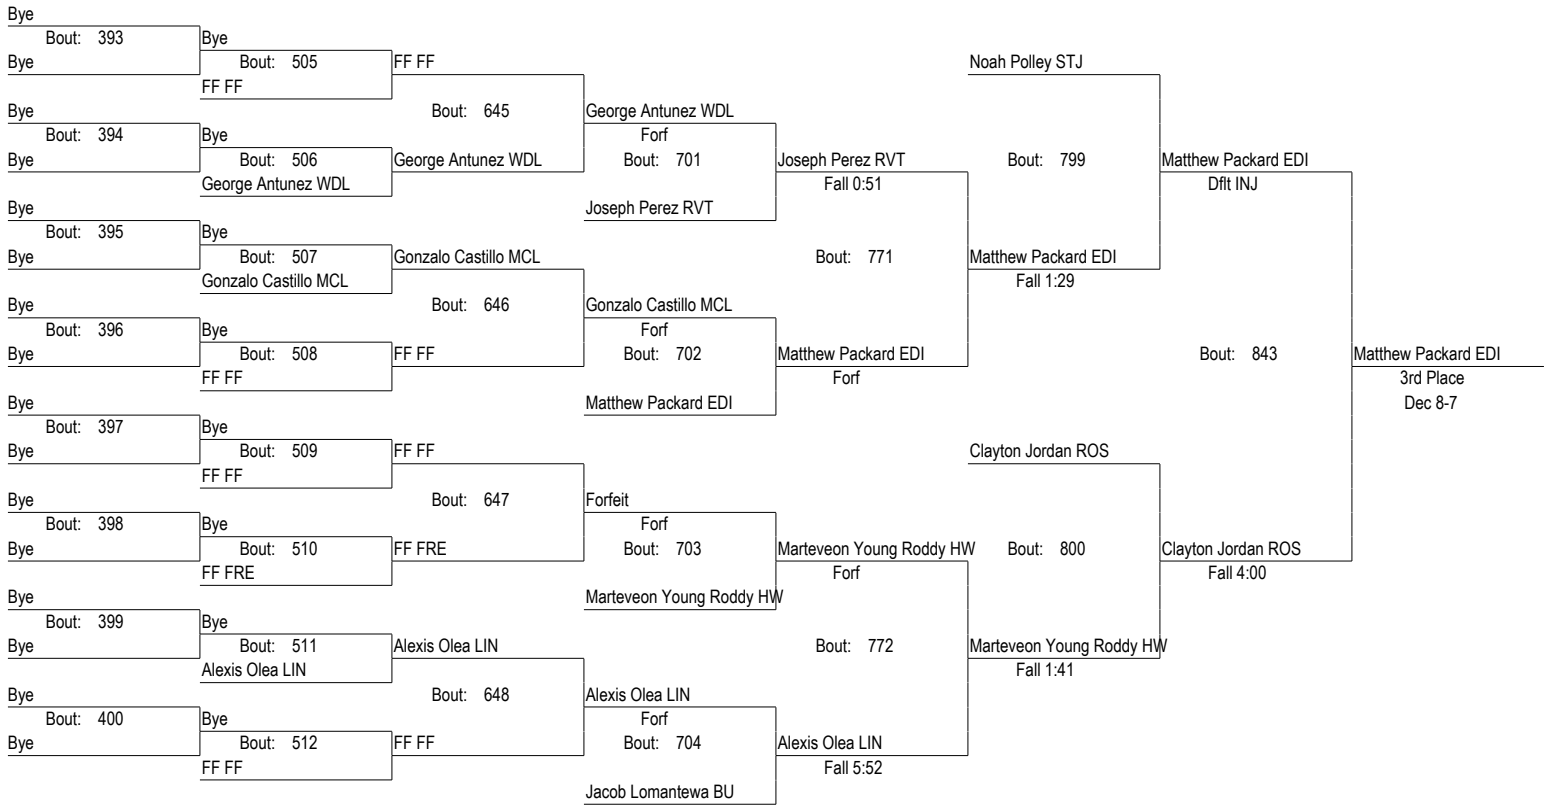 Bye
Bout: 393 Bye
Bye Bout: 505 FF FF Noah Polley STJ
FF FF
Bye Bout: 645 George Antunez WDL
Bout: 394 Bye Forf
Bye Bout: 506 George Antunez WDL Bout: 701 Joseph Perez RVT Bout: 799 Matthew Packard EDI
George Antunez WDL Fall 0:51 Dflt INJ
Bye Joseph Perez RVT
Bout: 395 Bye
Bye Bout: 507 Gonzalo Castillo MCL Bout: 771 Matthew Packard EDI
Gonzalo Castillo MCL Fall 1:29
Bye Bout: 646 Gonzalo Castillo MCL
Bout: 396 Bye Forf
Bye Bout: 508 FF FF Bout: 702 Matthew Packard EDI Bout: 843 Matthew Packard EDI
FF FF Forf 3rd Place
Bye Matthew Packard EDI Dec 8-7
Bout: 397 Bye
Bye Bout: 509 FF FF Clayton Jordan ROS
FF FF
Bye Bout: 647 Forfeit
Bout: 398 Bye Forf
Bye Bout: 510 FF FRE Bout: 703 Marteveon Young Roddy HW Bout: 800 Clayton Jordan ROS
FF FRE Forf Fall 4:00
Bye Marteveon Young Roddy HW
Bout: 399 Bye
Bye Bout: 511 Alexis Olea LIN Bout: 772 Marteveon Young Roddy HW
Alexis Olea LIN Fall 1:41
Bye Bout: 648 Alexis Olea LIN
Bout: 400 Bye Forf
Bye Bout: 512 FF FF Bout: 704 Alexis Olea LIN
FF FF Fall 5:52
Jacob Lomantewa BU